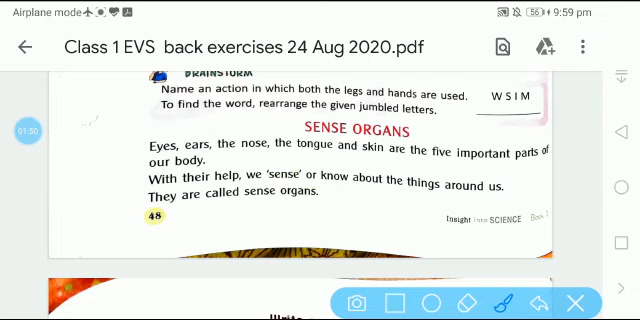 Airplane mode
56 9:59 pm
Class 1 EVS back exercises 24 Aug 2020.pdf
BRAINSTORM
Name an action in which both the legs and hands are used. W S I M
To find the word, rearrange the given jumbled letters.
01:50
SENSE ORGANS
Eyes, ears, the nose, the tongue and skin are the five important parts of
our body.
With their help, we 'sense' or know about the things around us.
They are called sense organs.
48
Insight into SCIENCE Book 1